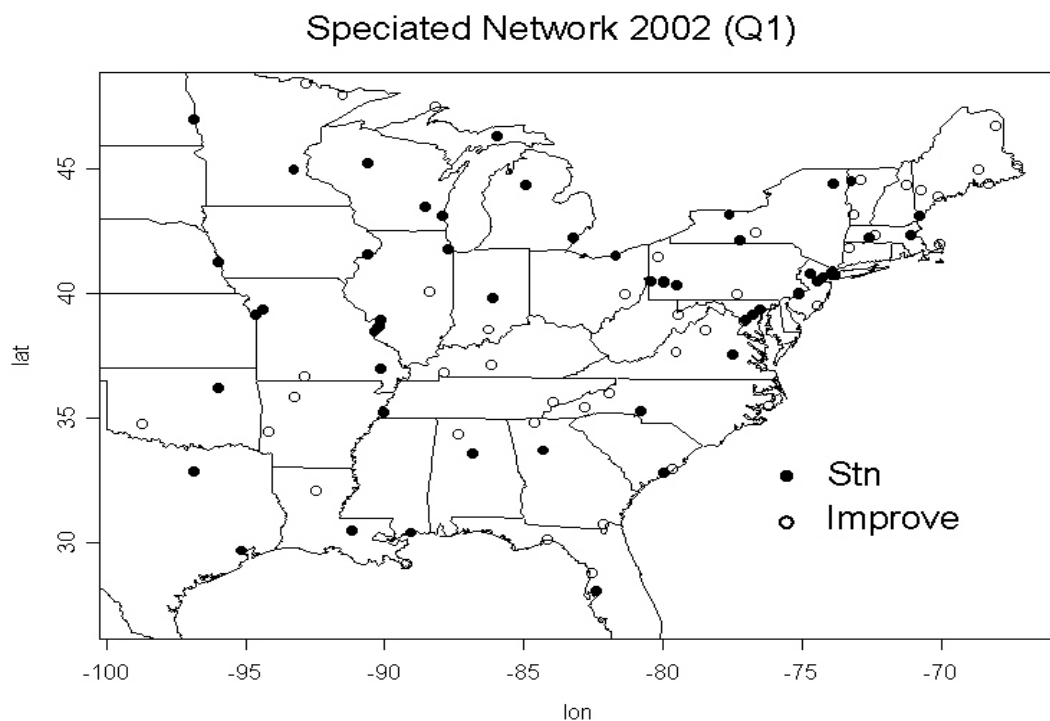 Speciated Network 2002 (Q1)
45
40
35
30
lat
Stn
Improve
-100 -95 -90 -85 -80 -75 -70
lon